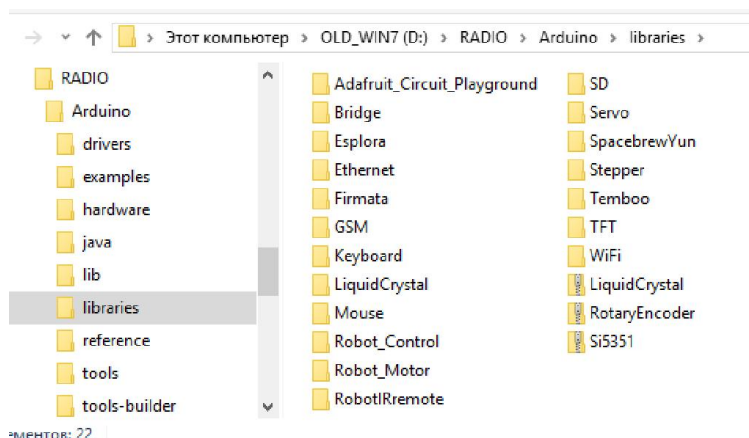 Этот компьютер > OLD_WIN7 (D:) > RADIO > Arduino > libraries >
RADIO
Arduino
drivers
examples
hardware
java
lib
libraries
reference
tools
tools-builder
Adafruit_Circuit_Playground
Bridge
Esplora
Ethernet
Firmata
GSM
Keyboard
LiquidCrystal
Mouse
Robot_Control
Robot_Motor
RobotIRremote
SD
Servo
SpacebrewYun
Stepper
Temboo
TFT
WiFi
LiquidCrystal
RotaryEncoder
Si5351
ементов: 22